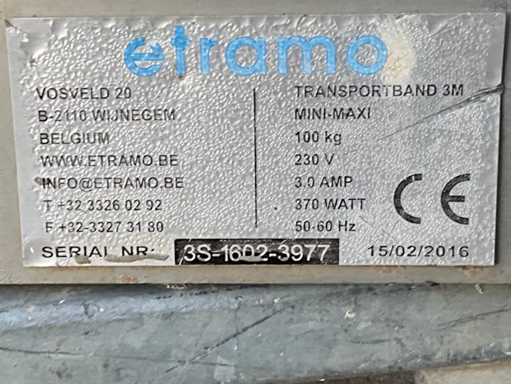 etramo
VOSVELD 20
B-2110 WIJNEGEM
BELGIUM
WWW.ETRAMO.BE
INFO@ETRAMO.BE
T +32 3326 02 92
F +32-3327 31 80
TRANSPORTBAND 3M
MINI-MAXI
100 kg
230 V
3.0 AMP
370 WATT
50-60 Hz
CE
SERIAL NR: 3S-1602-3977 15/02/2016